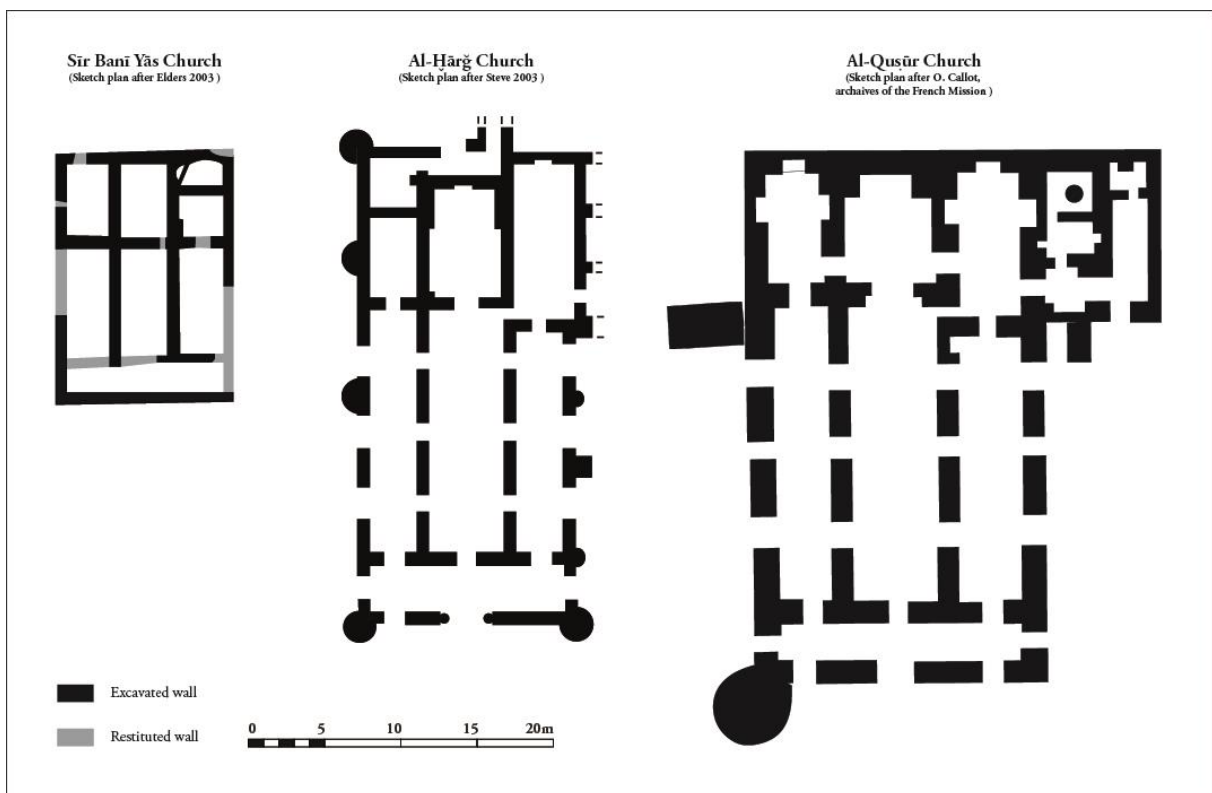 Sīr Banī Yās Church
(Sketch plan after Elders 2003 )
Al-Ḫārǧ Church
(Sketch plan after Steve 2003 )
Al-Quṣūr Church
(Sketch plan after O. Callot,
archaives of the French Mission )
Excavated wall
Restituted wall
0 5 10 15 20m